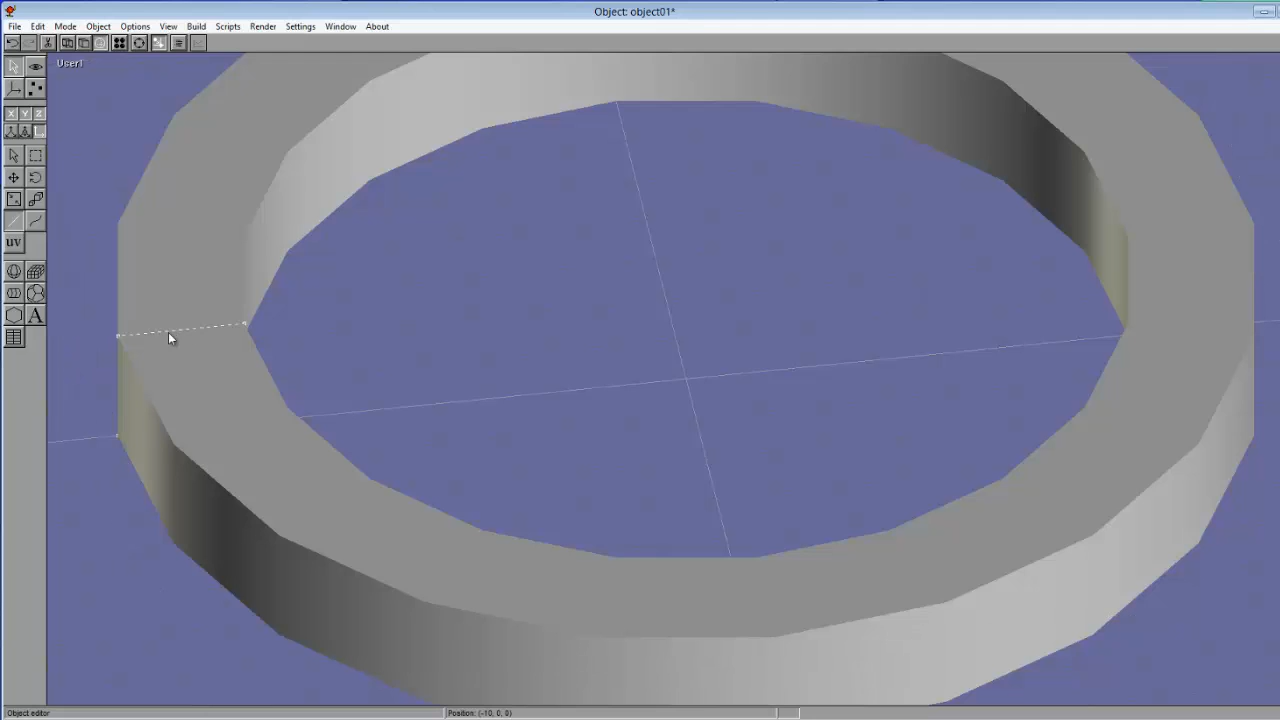 Object: object01*
File Edit Mode Object Options View Build Scripts Render Settings Window About
User1
X Y Z
uv
A
Object editor Position: (-10, 0, 0)